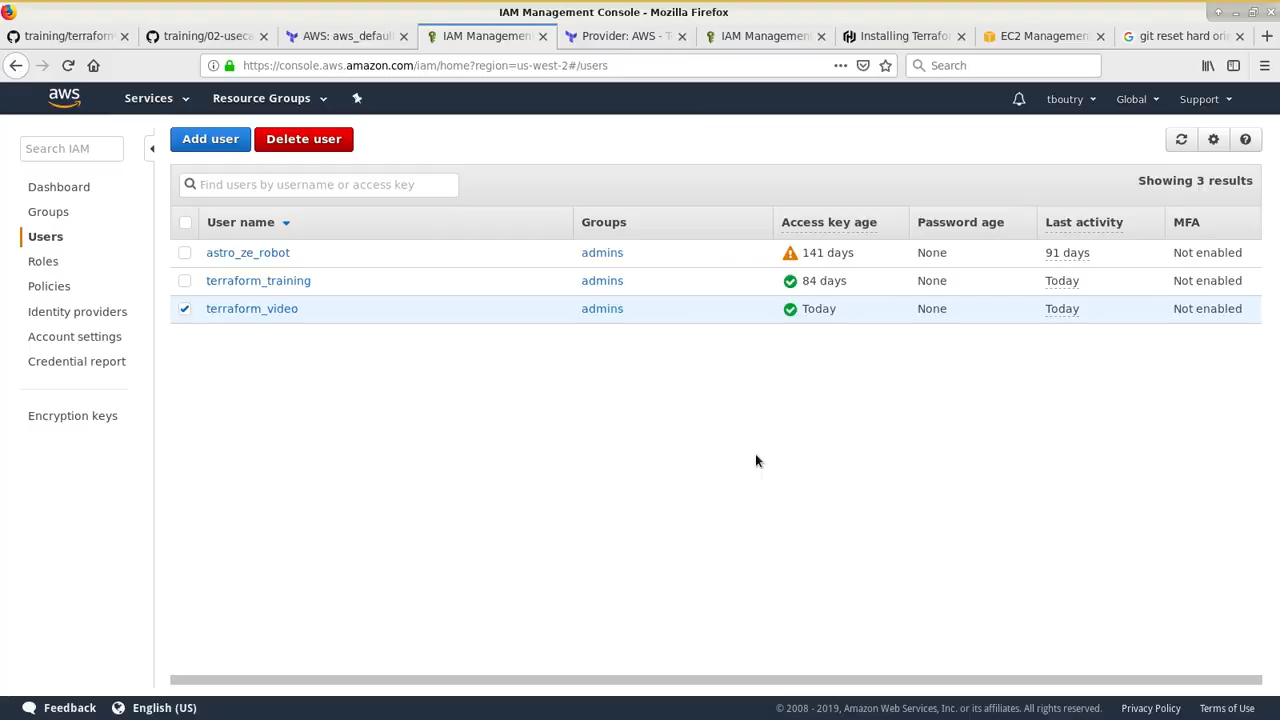 IAM Management Console - Mozilla Firefox
training/terraform
training/02-useca
AWS: aws_defaul
IAM Managemen
Provider: AWS - T
IAM Managemen
Installing Terrafo
EC2 Managemen
git reset hard ori
https://console.aws.amazon.com/iam/home?region=us-west-2#/users
Search
aws
Services
Resource Groups
tboutry
Global
Support
Search IAM
Add user
Delete user
Dashboard
Groups
Users
Roles
Policies
Identity providers
Account settings
Credential report
Encryption keys
Find users by username or access key
Showing 3 results
User name Groups Access key age Password age Last activity MFA
astro_ze_robot admins 141 days None 91 days Not enabled
terraform_training admins 84 days None Today Not enabled
terraform_video admins Today None Today Not enabled
Feedback
English (US)
© 2008 - 2019, Amazon Web Services, Inc. or its affiliates. All rights reserved.
Privacy Policy
Terms of Use